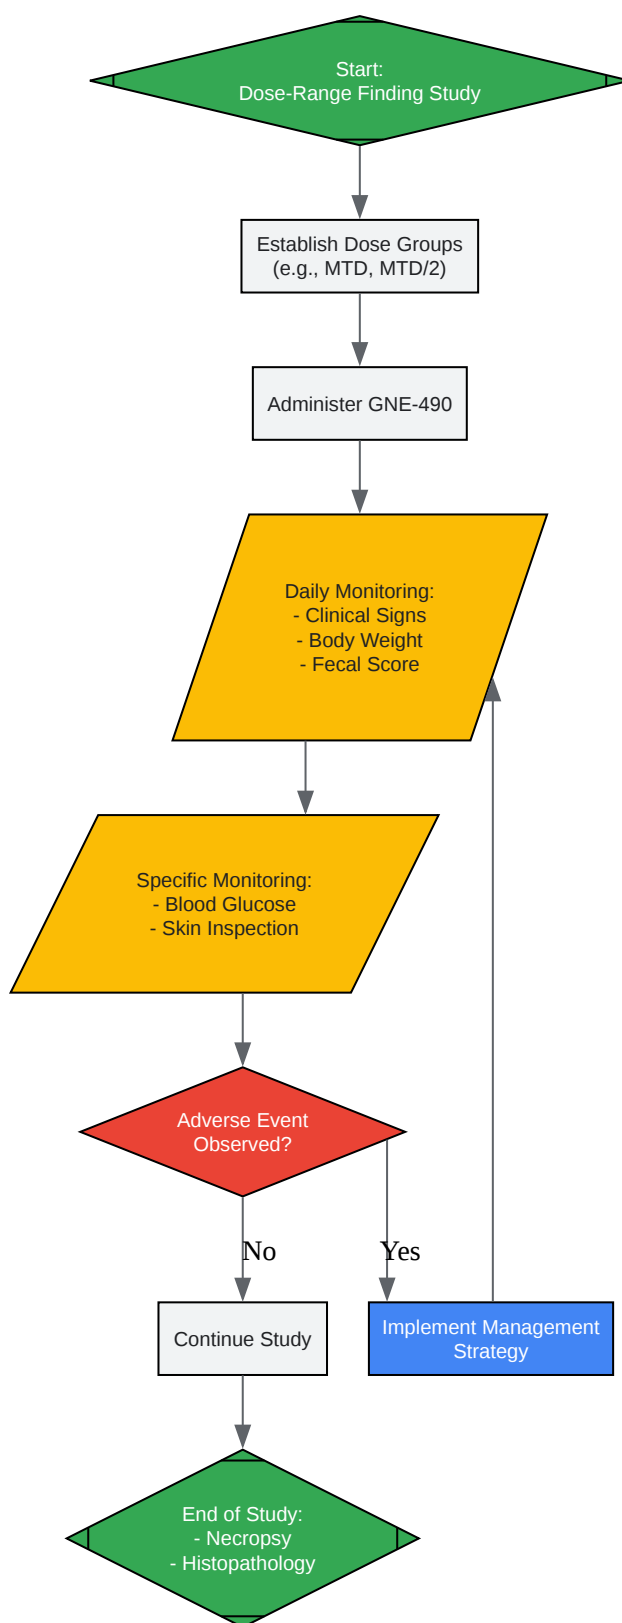 Start:
Dose-Range Finding Study
Establish Dose Groups
(e.g., MTD, MTD/2)
Administer GNE-490
Daily Monitoring:
- Clinical Signs
- Body Weight
- Fecal Score
Specific Monitoring:
- Blood Glucose
- Skin Inspection
Adverse Event
Observed?
No
Yes
Continue Study
Implement Management
Strategy
End of Study:
- Necropsy
- Histopathology